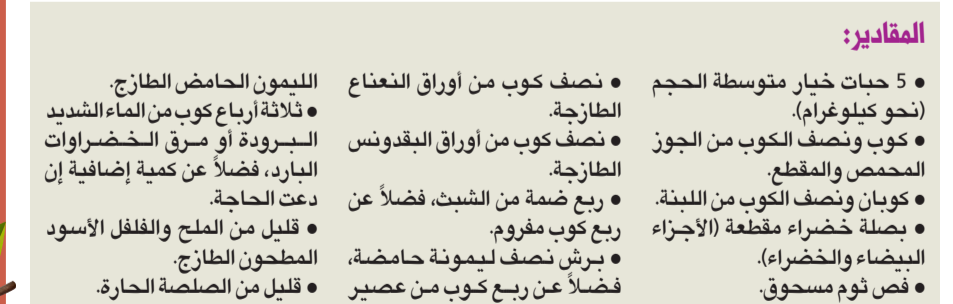 المقادير:
● 5 حبات خيار متوسطة الحجم
(نحو كيلوغرام).
● كوب ونصف الكوب من الجوز
المحمص والمقطع.
● كوبان ونصف الكوب من اللبنة.
● بصلة خضراء مقطعة (الأجزاء
البيضاء والخضراء).
● فص ثوم مسحوق.
● نصف كوب من أوراق النعناع
الطازجة.
● نصف كوب من أوراق البقدونس
الطازجة.
● ربع ضمة من الشبث، فضلاً عن
ربع كوب مفروم.
● برش نصف ليمونة حامضة،
فضلاً عن ربع كوب من عصير
الليمون الحامض الطازج.
● ثلاثة أرباع كوب من الماء الشديد
البرودة أو مرق الخضراوات
البارد، فضلاً عن كمية إضافية إن
دعت الحاجة.
● قليل من الملح والفلفل الأسود
المطحون الطازج.
● قليل من الصلصة الحارة.